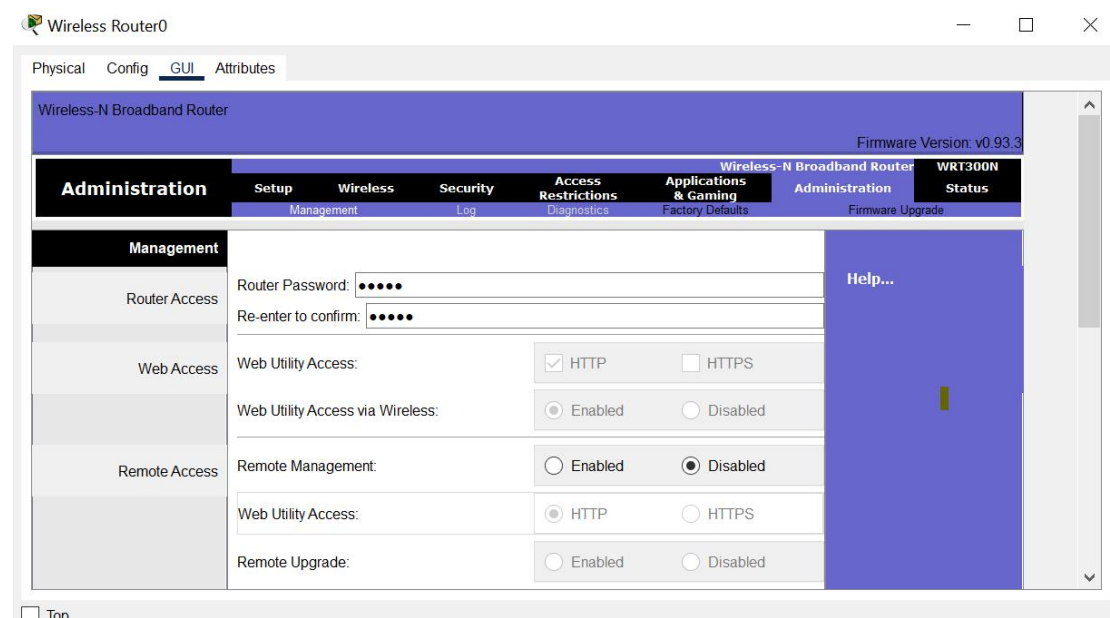 Wireless Router0
Physical Config GUI Attributes
Wireless-N Broadband Router
Firmware Version: v0.93.3
Wireless-N Broadband Router WRT300N
Administration
Setup Wireless Security Access Restrictions Applications & Gaming Administration Status
Management Log Diagnostics Factory Defaults Firmware Upgrade
Management
Help...
Router Access
Router Password: •••••
Re-enter to confirm: •••••
Web Access
Web Utility Access: HTTP HTTPS
Web Utility Access via Wireless: Enabled Disabled
Remote Access
Remote Management: Enabled Disabled
Web Utility Access: HTTP HTTPS
Remote Upgrade: Enabled Disabled
Top